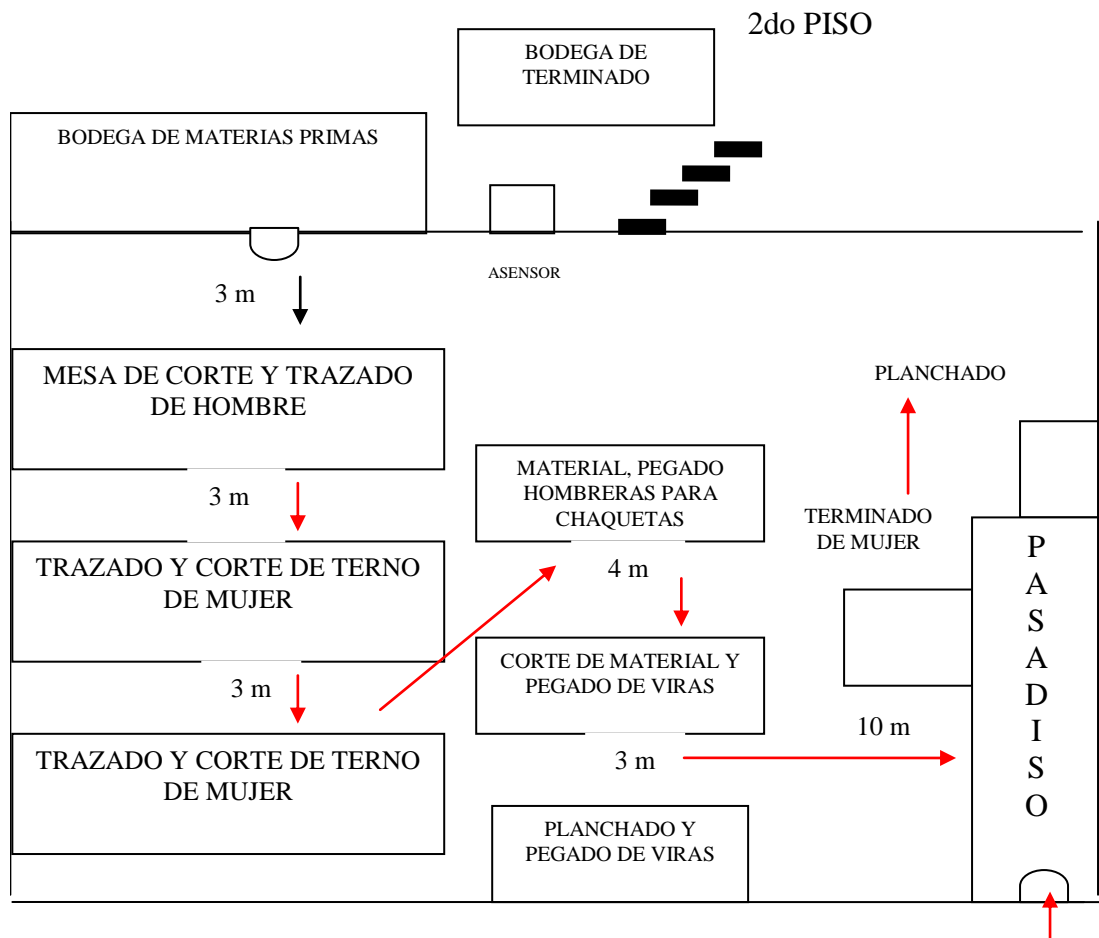 2do PISO
BODEGA DE
TERMINADO
BODEGA DE MATERIAS PRIMAS
ASENSOR
3 m
MESA DE CORTE Y TRAZADO
DE HOMBRE
3 m
TRAZADO Y CORTE DE TERNO
DE MUJER
3 m
TRAZADO Y CORTE DE TERNO
DE MUJER
MATERIAL, PEGADO
HOMBRERAS PARA
CHAQUETAS
4 m
CORTE DE MATERIAL Y
PEGADO DE VIRAS
3 m
PLANCHADO Y
PEGADO DE VIRAS
PLANCHADO
TERMINADO
DE MUJER
10 m
P
A
S
A
D
I
S
O